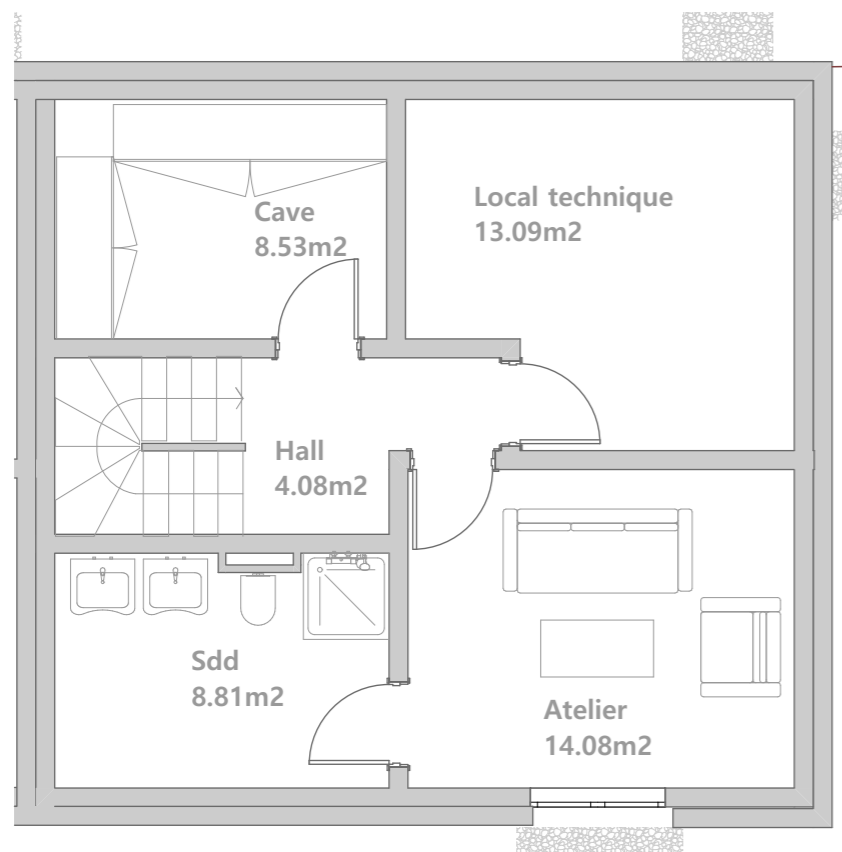 Cave
8.53m2
Local technique
13.09m2
Hall
4.08m2
Sdd
8.81m2
Atelier
14.08m2